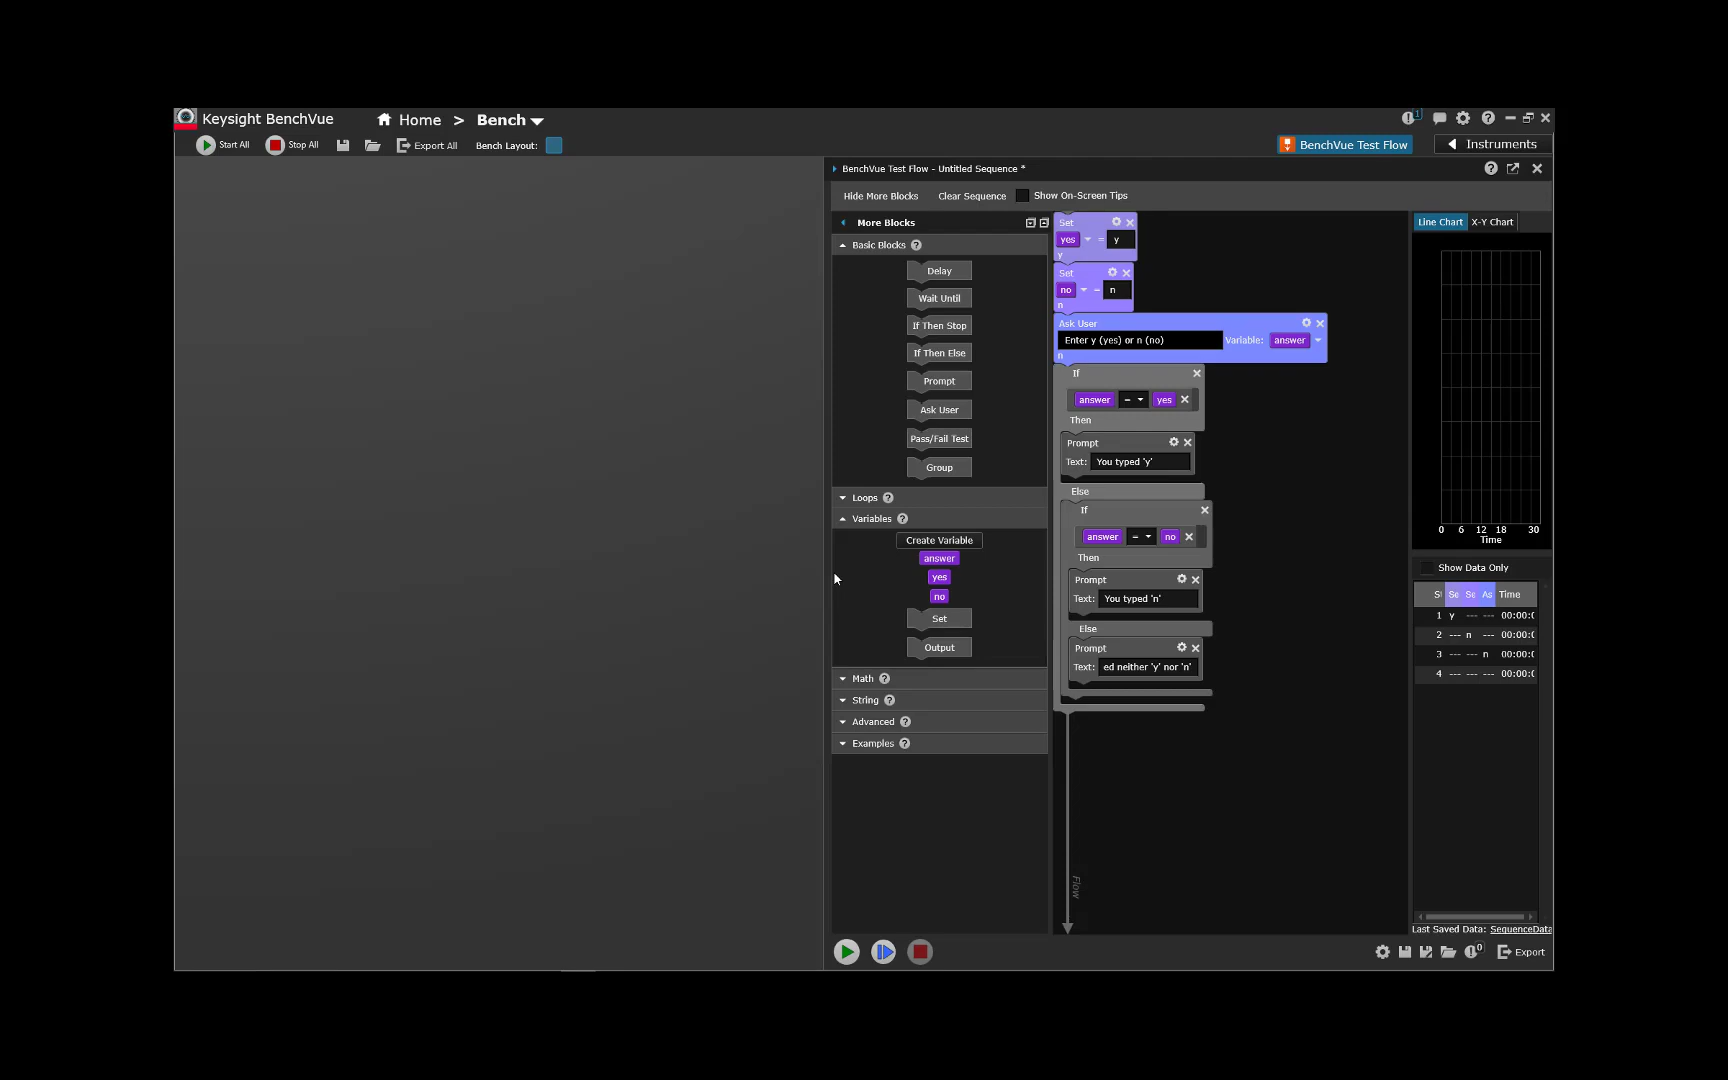 Keysight BenchVue
Home > Bench
1
Start All
Stop All
Export All
Bench Layout:
BenchVue Test Flow
Instruments
BenchVue Test Flow - Untitled Sequence *
Hide More Blocks
Clear Sequence
Show On-Screen Tips
More Blocks
Basic Blocks
Delay
Wait Until
If Then Stop
If Then Else
Prompt
Ask User
Pass/Fail Test
Group
Loops
Variables
Create Variable
answer
yes
no
Set
Output
Math
String
Advanced
Examples
Set
yes = y
y
Set
no = n
n
Ask User
Enter y (yes) or n (no) Variable: answer
n
If
answer = yes
Then
Prompt
Text: You typed 'y'
Else
If
answer = no
Then
Prompt
Text: You typed 'n'
Else
Prompt
Text: ed neither 'y' nor 'n'
Flow
Line Chart X-Y Chart
0 6 12 18 30
Time
Show Data Only
St Se Se As Time
1 y --- --- 00:00:0
2 --- n --- 00:00:0
3 --- --- n 00:00:0
4 --- --- --- 00:00:0
Last Saved Data: SequenceData
0
Export